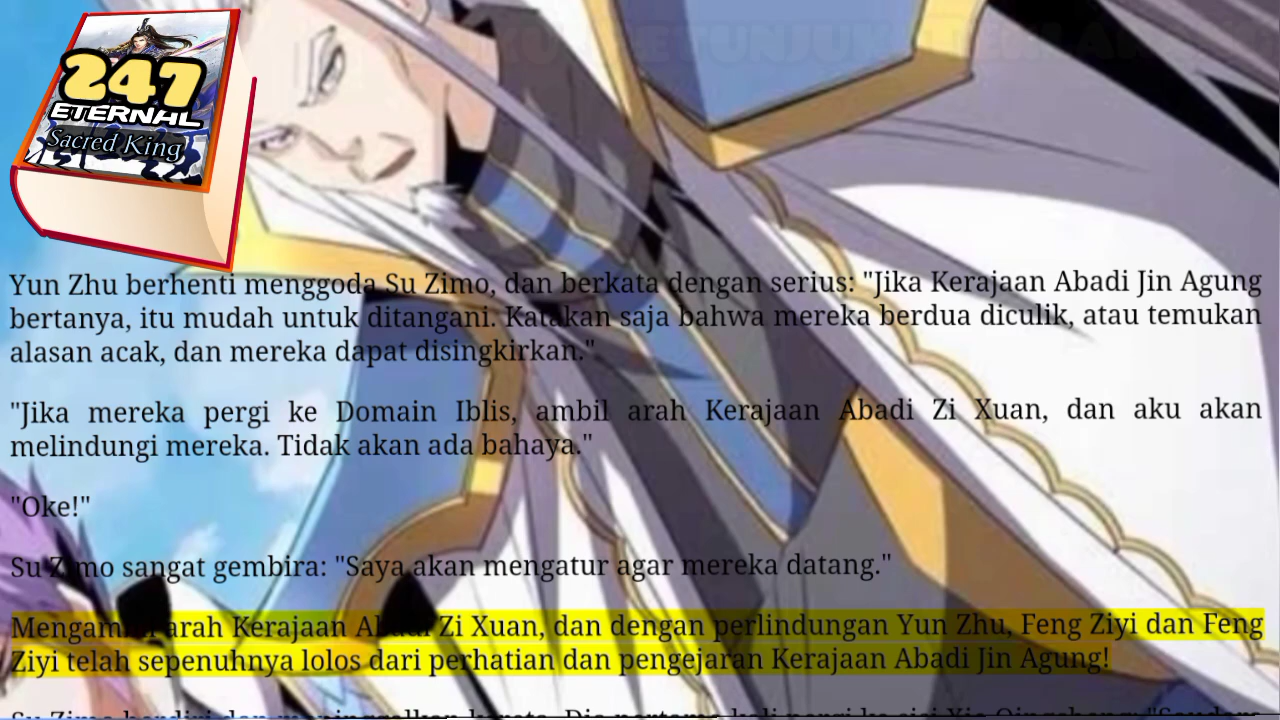 247
ETERNAL
Sacred King
Yun Zhu berhenti menggoda Su Zimo, dan berkata dengan serius: "Jika Kerajaan Abadi Jin Agung
bertanya, itu mudah untuk ditangani. Katakan saja bahwa mereka berdua diculik, atau temukan
alasan acak, dan mereka dapat disingkirkan."
"Jika mereka pergi ke Domain Iblis, ambil arah Kerajaan Abadi Zi Xuan, dan aku akan
melindungi mereka. Tidak akan ada bahaya."
"Oke!"
Su Zimo sangat gembira: "Saya akan mengatur agar mereka datang."
Mengambil arah Kerajaan Abadi Zi Xuan, dan dengan perlindungan Yun Zhu, Feng Ziyi dan Feng
Ziyi telah sepenuhnya lolos dari perhatian dan pengejaran Kerajaan Abadi Jin Agung!